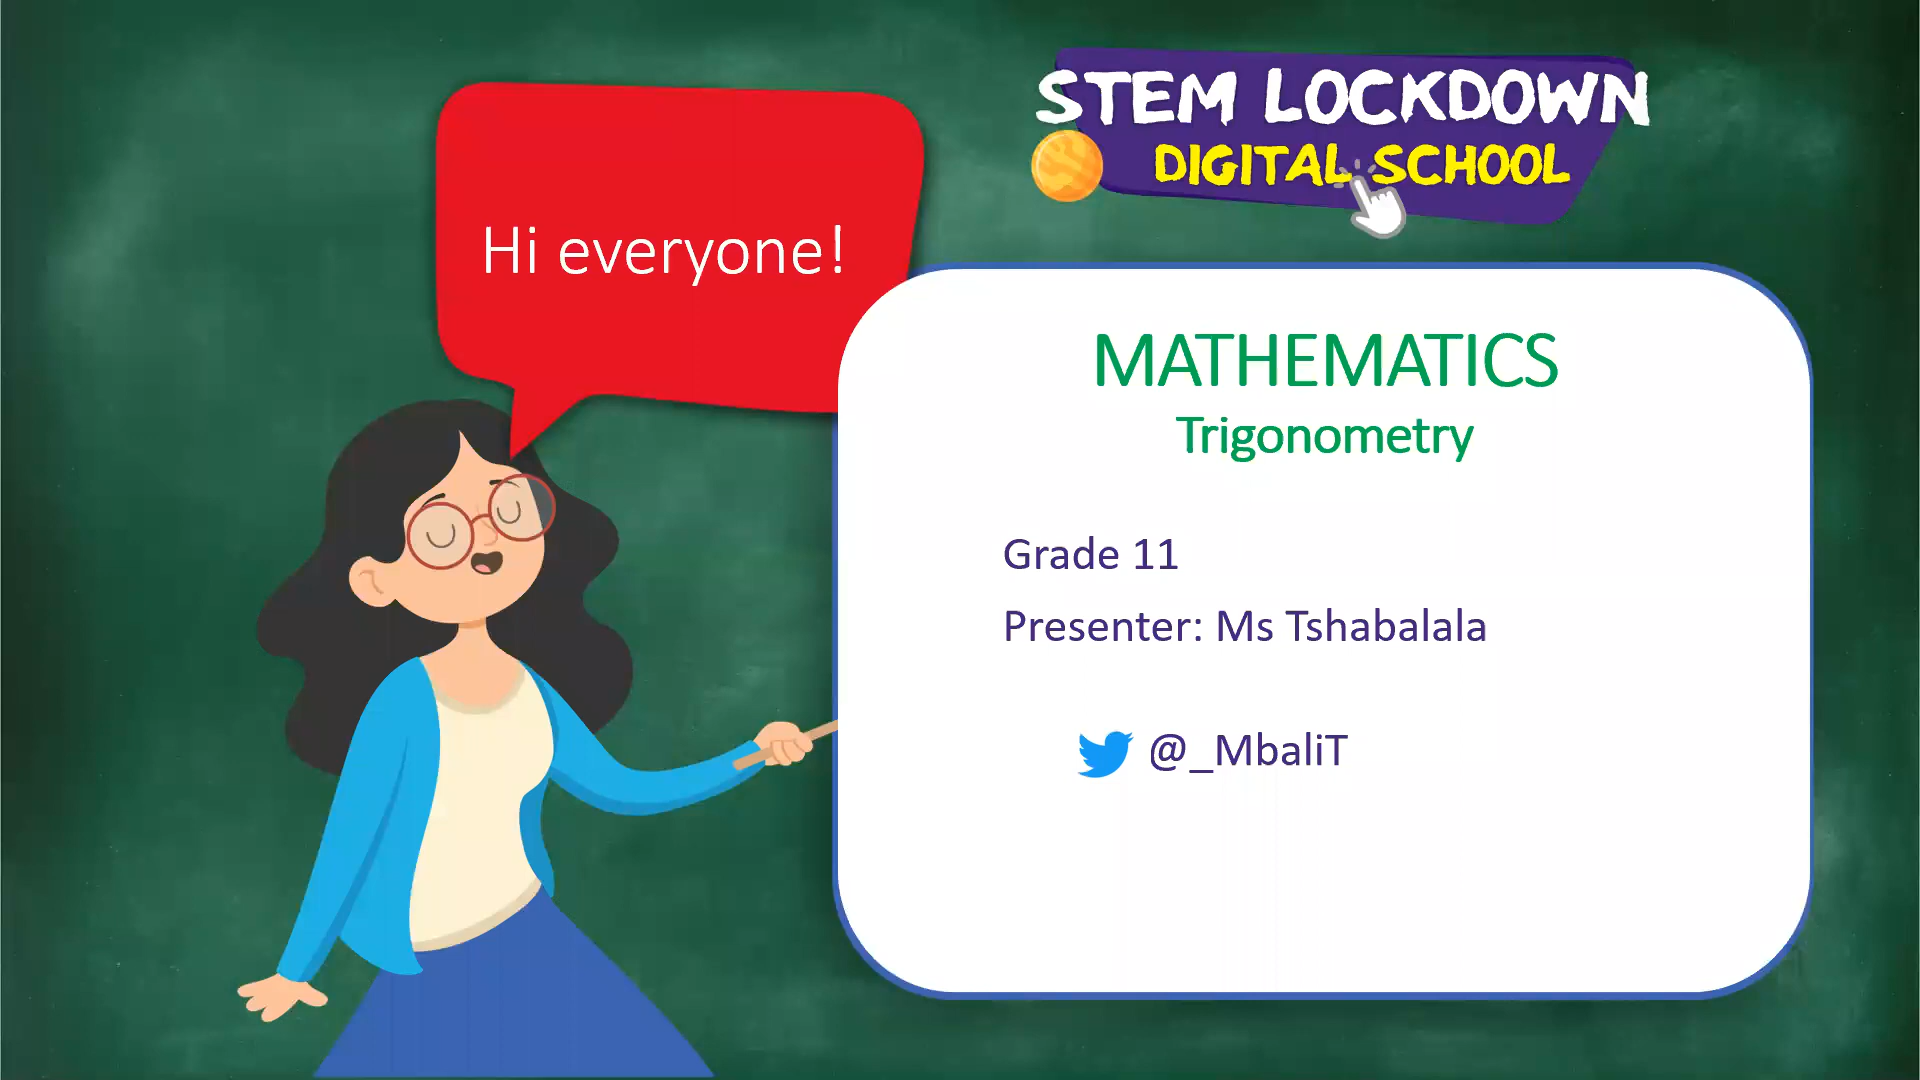 STEM LOCKDOWN
DIGITAL SCHOOL
Hi everyone!
MATHEMATICS
Trigonometry
Grade 11
Presenter: Ms Tshabalala
@_MbaliT